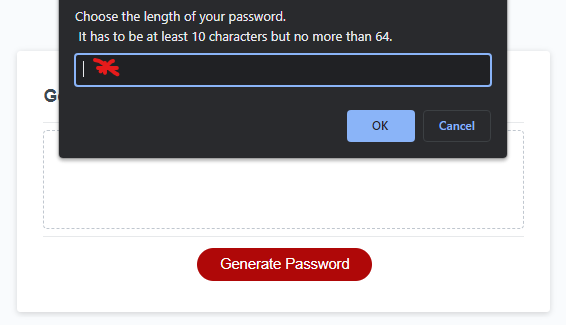 Choose the length of your password.
It has to be at least 10 characters but no more than 64.
OK
Cancel
Generate Password